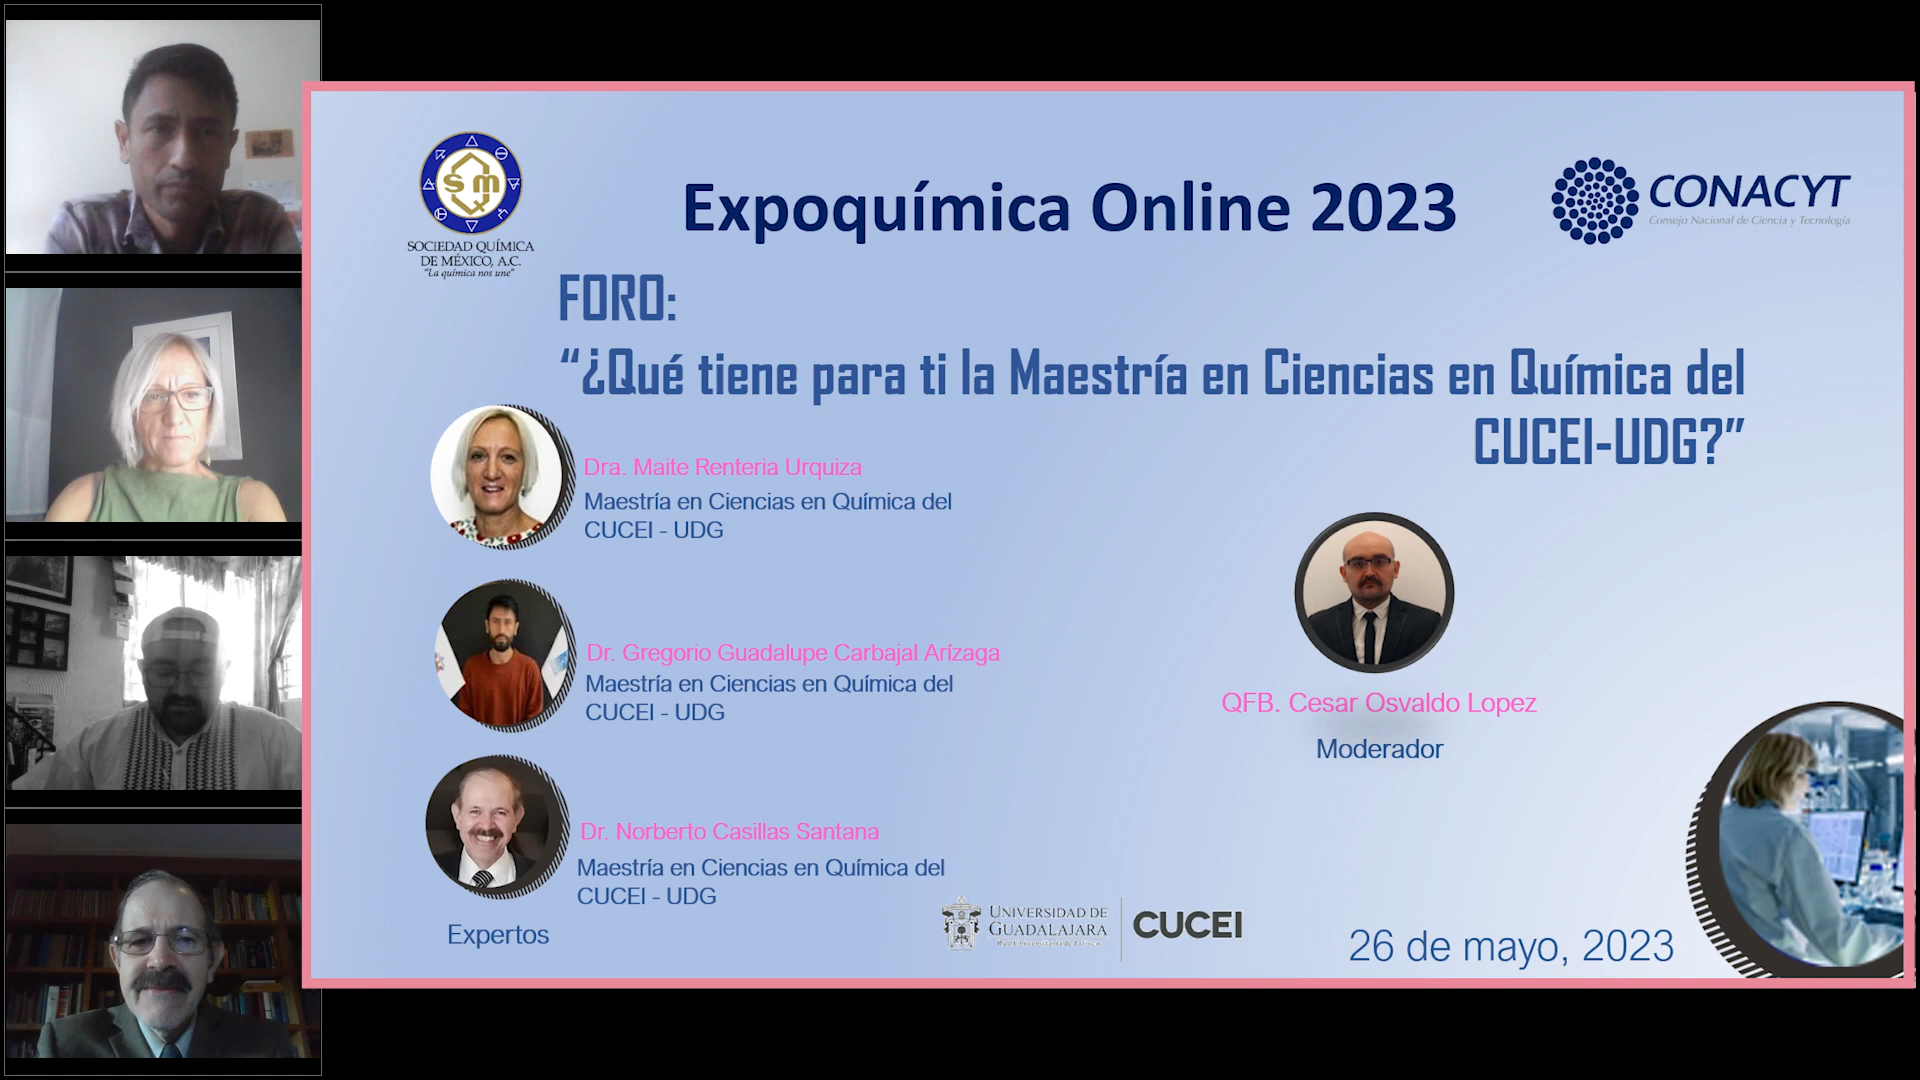 SMQ
SOCIEDAD QUÍMICA
DE MÉXICO, A.C.
"La química nos une"
Expoquímica Online 2023
CONACYT
Consejo Nacional de Ciencia y Tecnología
FORO:
“¿Qué tiene para ti la Maestría en Ciencias en Química del
CUCEI-UDG?”
Dra. Maite Renteria Urquiza
Maestría en Ciencias en Química del
CUCEI - UDG
Dr. Gregorio Guadalupe Carbajal Arízaga
Maestría en Ciencias en Química del
CUCEI - UDG
Dr. Norberto Casillas Santana
Maestría en Ciencias en Química del
CUCEI - UDG
Expertos
QFB. Cesar Osvaldo Lopez
Moderador
UNIVERSIDAD DE
GUADALAJARA
CUCEI
26 de mayo, 2023